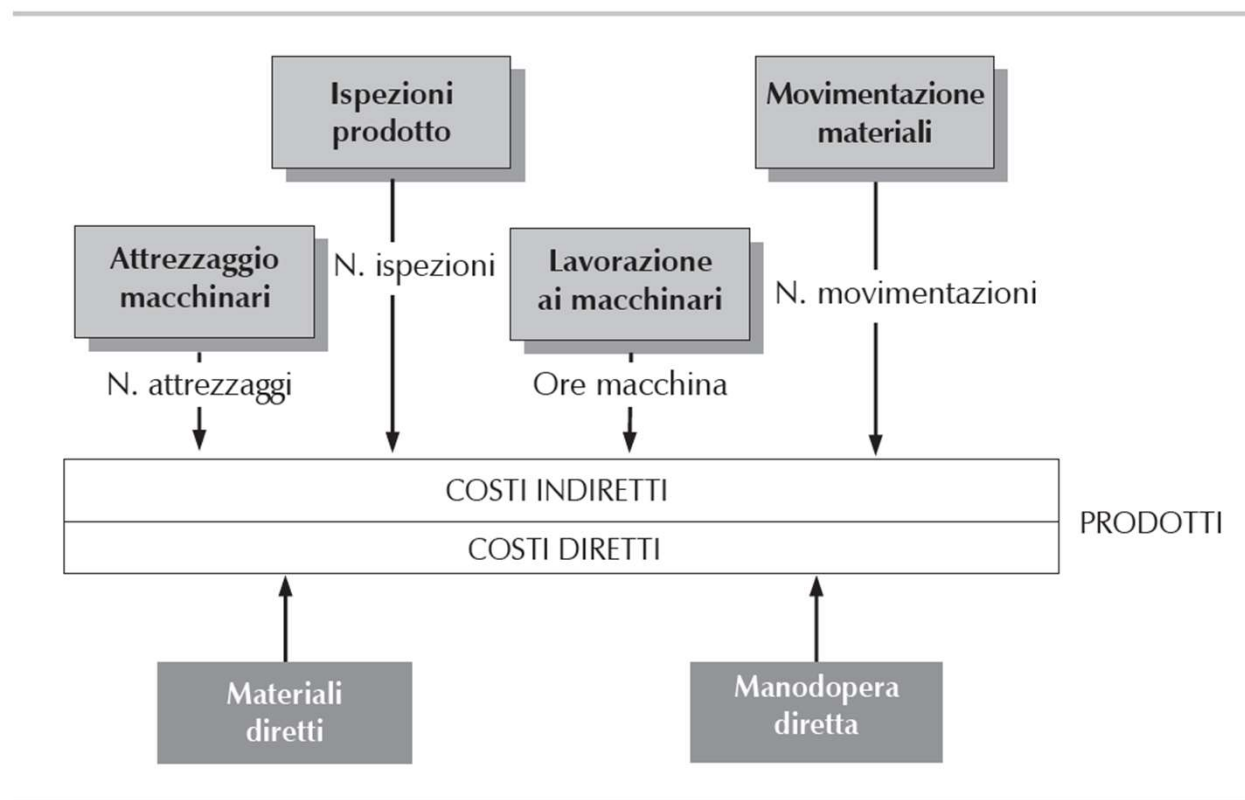 Ispezioni
prodotto
Movimentazione
materiali
Attrezzaggio
macchinari
N. ispezioni
Lavorazione
ai macchinari
N. movimentazioni
N. attrezzaggi
Ore macchina
COSTI INDIRETTI
COSTI DIRETTI
PRODOTTI
Materiali
diretti
Manodopera
diretta